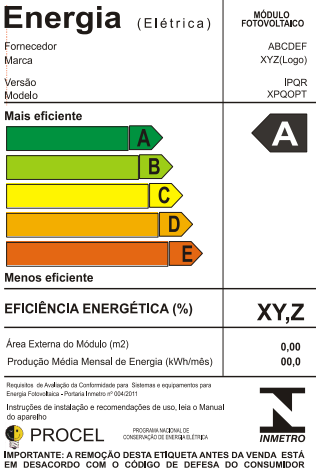 Energia (Elétrica) MÓDULO FOTOVOLTAICO
Fornecedor ABCDEF
Marca XYZ(Logo)
Versão IPQR
Modelo XPQOPT
Mais eficiente
A A
B
C
D
E
Menos eficiente
EFICIÊNCIA ENERGÉTICA (%) XY,Z
Área Externa do Módulo (m2) 0,00
Produção Média Mensal de Energia (kWh/mês) 00,0
Requisitos de Avaliação da Conformidade para Sistemas e equipamentos para
Energia Fotovoltaica - Portaria Inmetro nº 004/2011
Instruções de instalação e recomendações de uso, leia o Manual
do aparelho
PROCEL PROGRAMA NACIONAL DE
CONSERVAÇÃO DE ENERGIA ELÉTRICA
INMETRO
IMPORTANTE: A REMOÇÃO DESTA ETIQUETA ANTES DA VENDA ESTÁ
EM DESACORDO COM O CÓDIGO DE DEFESA DO CONSUMIDOR